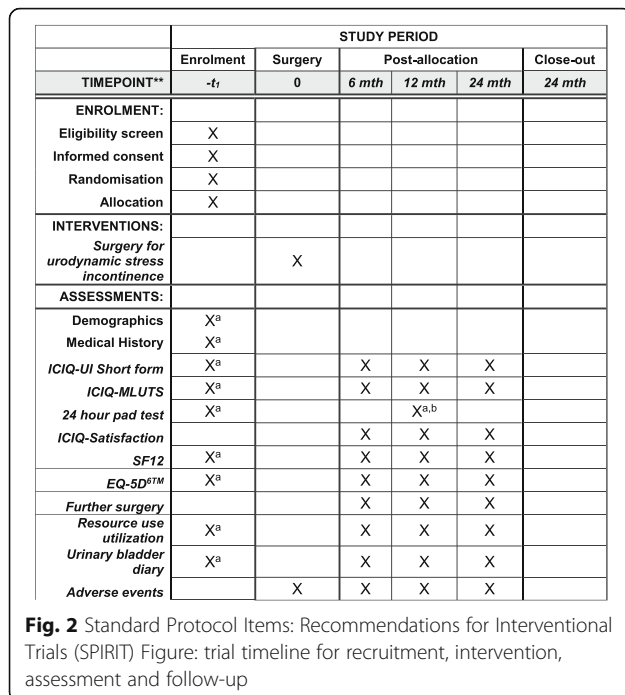 STUDY PERIOD
Enrolment Surgery Post-allocation Close-out
TIMEPOINT** -t₁ 0 6 mth 12 mth 24 mth 24 mth
ENROLMENT:
Eligibility screen X
Informed consent X
Randomisation X
Allocation X
INTERVENTIONS:
Surgery for
urodynamic stress X
incontinence
ASSESSMENTS:
Demographics Xᵃ
Medical History Xᵃ
ICIQ-UI Short form Xᵃ X X X
ICIQ-MLUTS Xᵃ X X X
24 hour pad test Xᵃ Xᵃ,ᵇ
ICIQ-Satisfaction X X X
SF12 Xᵃ X X X
EQ-5D⁶ᵀᴹ Xᵃ X X X
Further surgery X X X
Resource use
utilization Xᵃ X X X
Urinary bladder
diary Xᵃ X X X
Adverse events X X X X
Fig. 2 Standard Protocol Items: Recommendations for Interventional
Trials (SPIRIT) Figure: trial timeline for recruitment, intervention,
assessment and follow-up